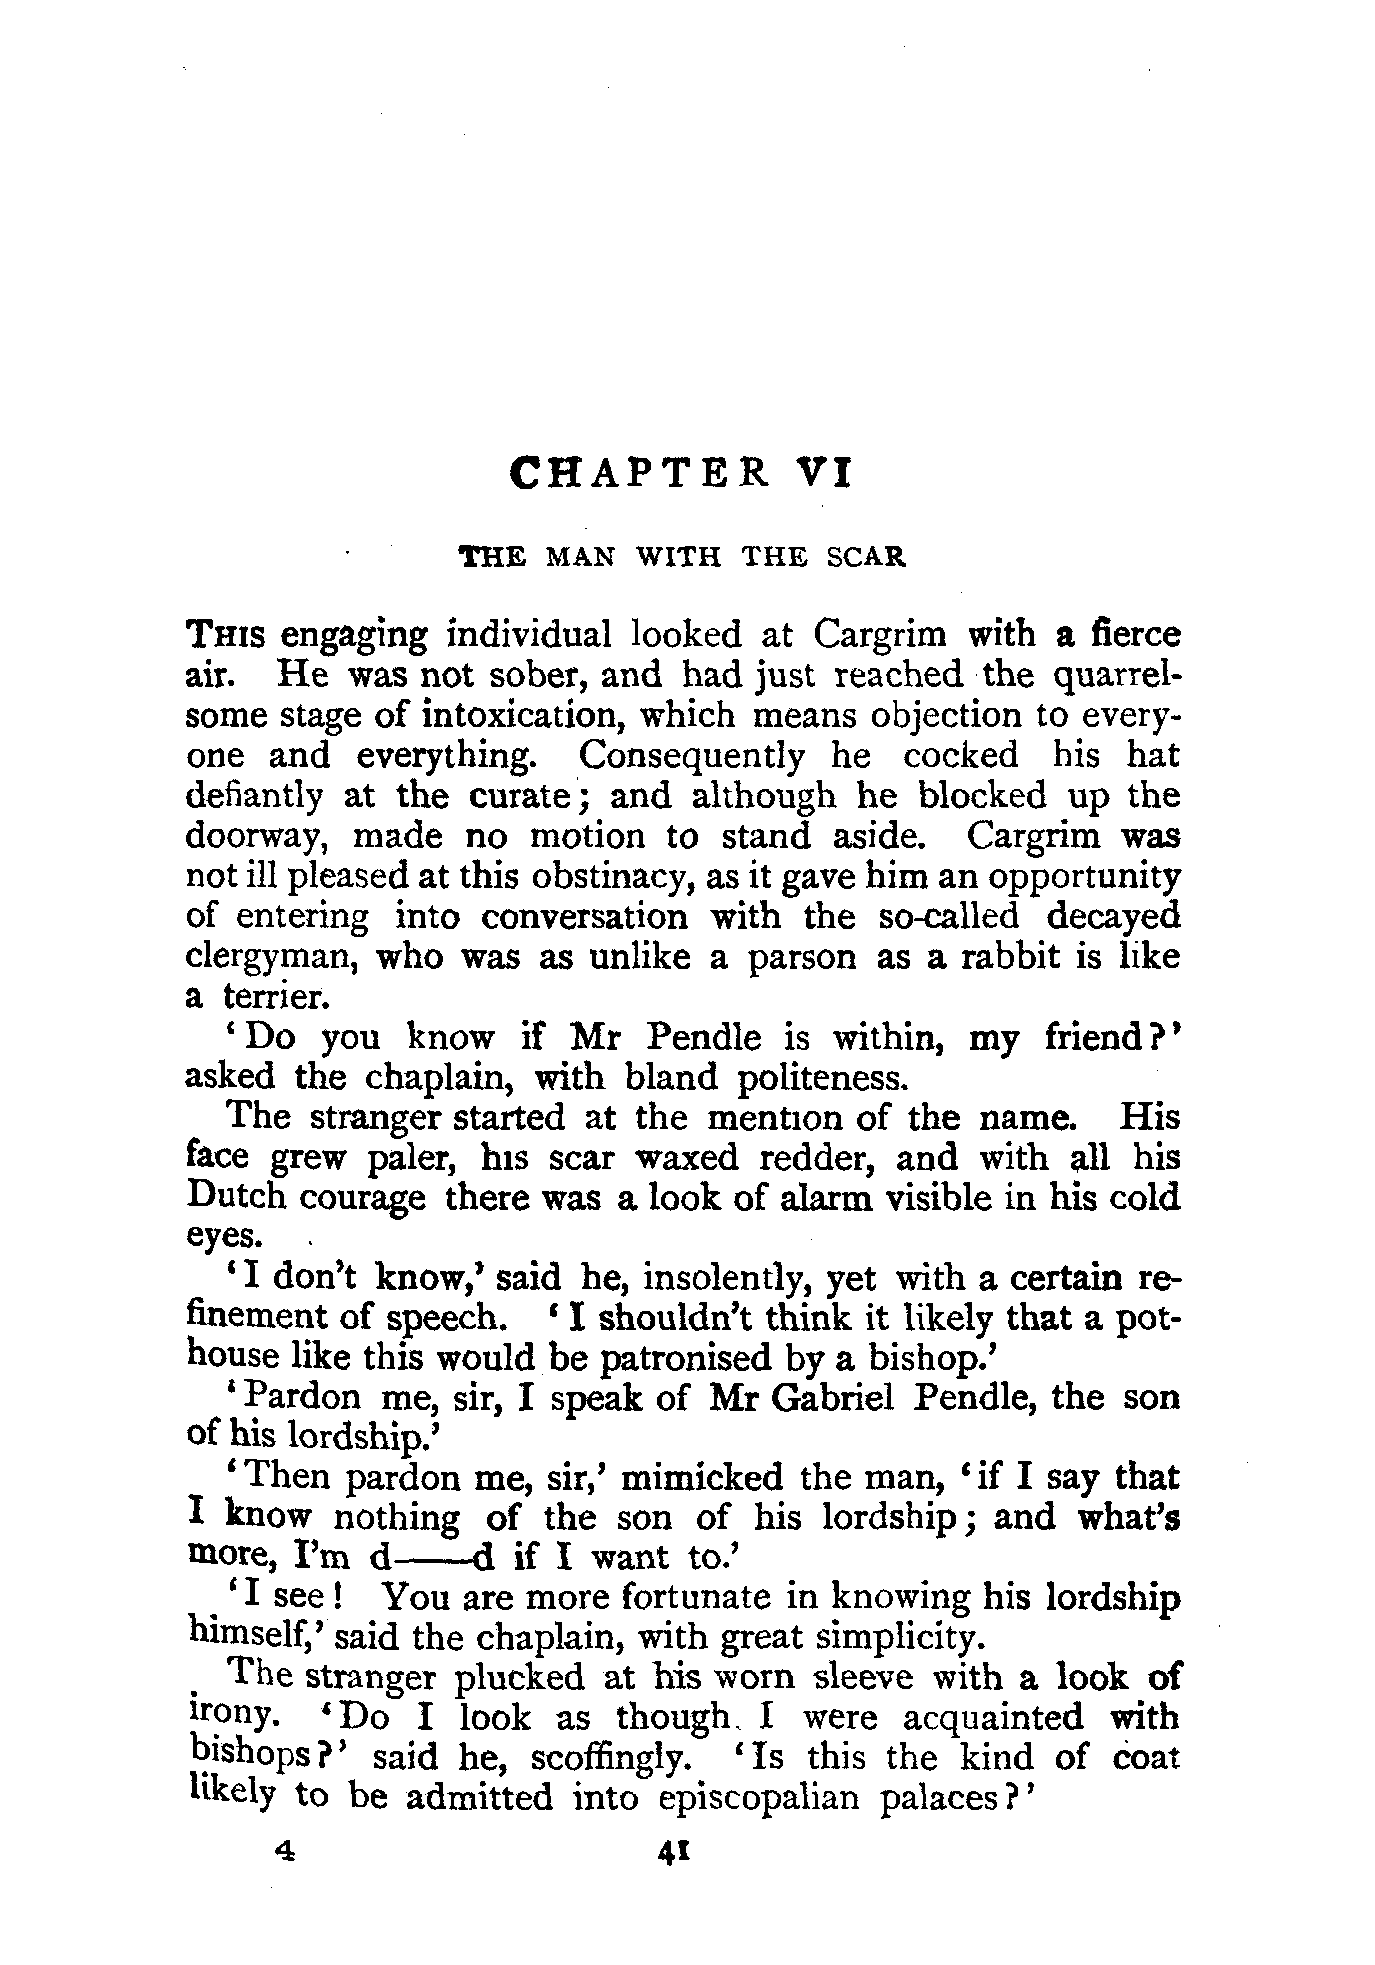 CHAPTER VI
THE MAN WITH THE SCAR
THIS engaging individual looked at Cargrim with a fierce
air. He was not sober, and had just reached the quarrel-
some stage of intoxication, which means objection to every-
one and everything. Consequently he cocked his hat
defiantly at the curate; and although he blocked up the
doorway, made no motion to stand aside. Cargrim was
not ill pleased at this obstinacy, as it gave him an opportunity
of entering into conversation with the so-called decayed
clergyman, who was as unlike a parson as a rabbit is like
a terrier.
‘Do you know if Mr Pendle is within, my friend?’
asked the chaplain, with bland politeness.
The stranger started at the mention of the name. His
face grew paler, his scar waxed redder, and with all his
Dutch courage there was a look of alarm visible in his cold
eyes.
‘I don't know,’ said he, insolently, yet with a certain re-
finement of speech. ‘I shouldn't think it likely that a pot-
house like this would be patronised by a bishop.’
‘Pardon me, sir, I speak of Mr Gabriel Pendle, the son
of his lordship.’
‘Then pardon me, sir,’ mimicked the man, ‘if I say that
I know nothing of the son of his lordship; and what's
more, I'm d——d if I want to.’
‘I see! You are more fortunate in knowing his lordship
himself,’ said the chaplain, with great simplicity.
The stranger plucked at his worn sleeve with a look of
irony. ‘Do I look as though I were acquainted with
bishops?’ said he, scoffingly. ‘Is this the kind of coat
likely to be admitted into episcopalian palaces?’
4 41